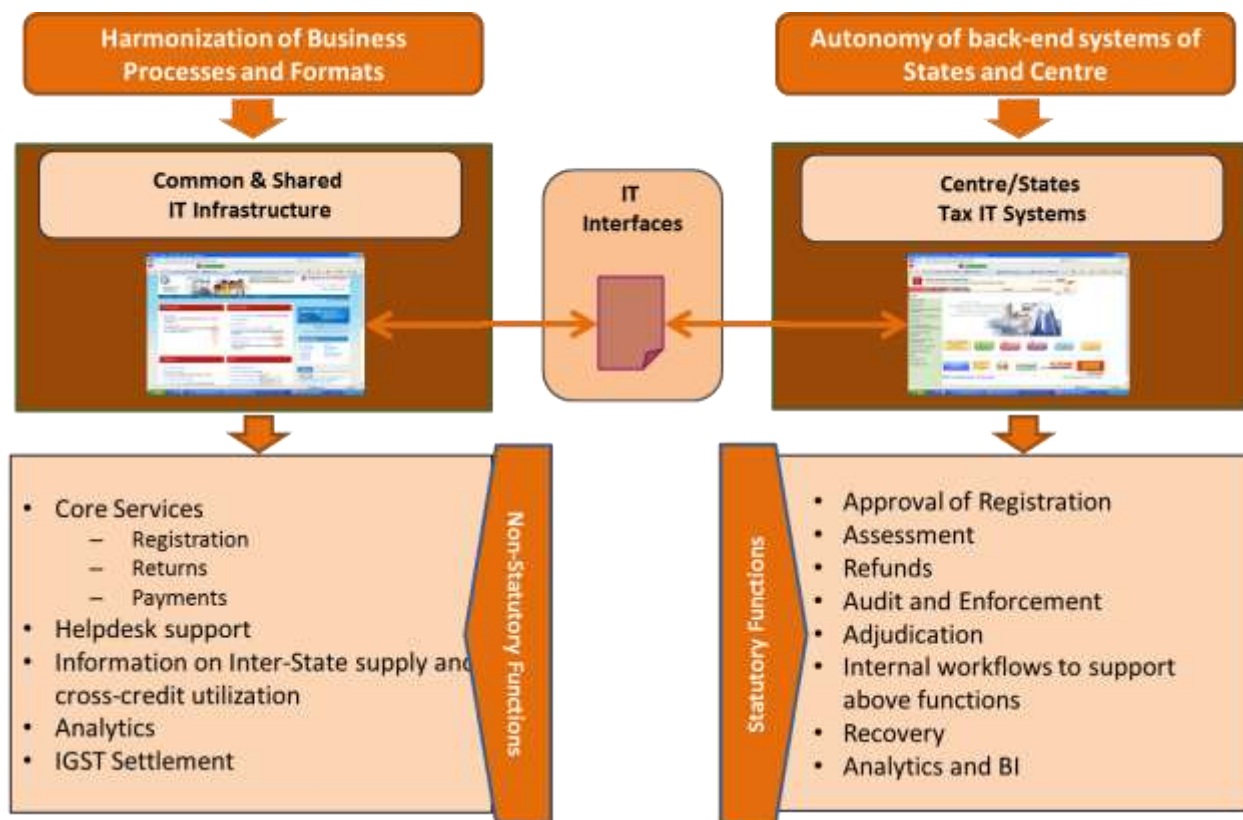 Harmonization of Business
Processes and Formats
Autonomy of back-end systems of
States and Centre
Common & Shared
IT Infrastructure
IT
Interfaces
Centre/States
Tax IT Systems
• Core Services
– Registration
– Returns
– Payments
• Helpdesk support
• Information on Inter-State supply and
cross-credit utilization
• Analytics
• IGST Settlement
Non-Statutory Functions
Statutory Functions
• Approval of Registration
• Assessment
• Refunds
• Audit and Enforcement
• Adjudication
• Internal workflows to support
above functions
• Recovery
• Analytics and BI